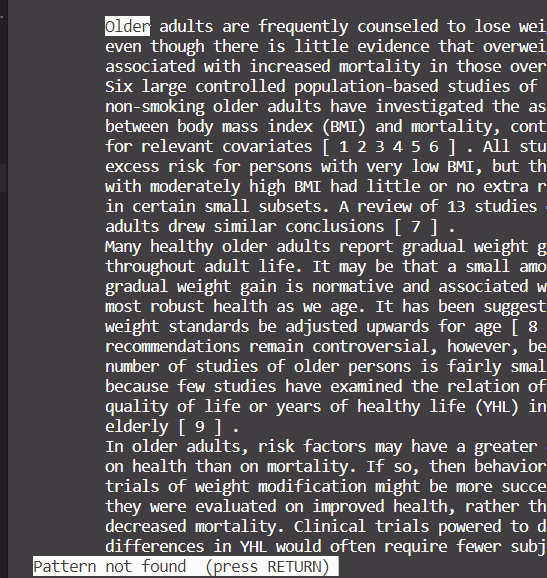 Older adults are frequently counseled to lose wei
even though there is little evidence that overwei
associated with increased mortality in those over
Six large controlled population-based studies of
non-smoking older adults have investigated the as
between body mass index (BMI) and mortality, cont
for relevant covariates [ 1 2 3 4 5 6 ] . All stu
excess risk for persons with very low BMI, but th
with moderately high BMI had little or no extra r
in certain small subsets. A review of 13 studies
adults drew similar conclusions [ 7 ] .
Many healthy older adults report gradual weight g
throughout adult life. It may be that a small amo
gradual weight gain is normative and associated w
most robust health as we age. It has been suggest
weight standards be adjusted upwards for age [ 8
recommendations remain controversial, however, be
number of studies of older persons is fairly smal
because few studies have examined the relation of
quality of life or years of healthy life (YHL) in
elderly [ 9 ] .
In older adults, risk factors may have a greater
on health than on mortality. If so, then behavior
trials of weight modification might be more succe
they were evaluated on improved health, rather th
decreased mortality. Clinical trials powered to d
differences in YHL would often require fewer subj
Pattern not found (press RETURN)